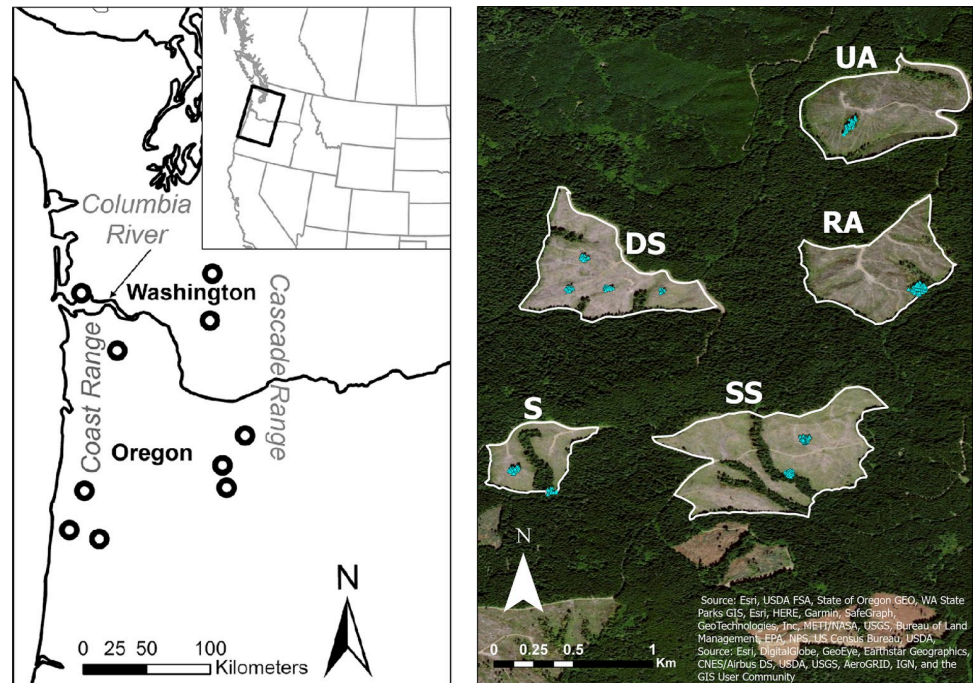 Columbia
River
Washington
Coast Range
Cascade Range
Oregon
N
0 25 50 100
Kilometers
UA
DS
RA
S
SS
N
0 0.25 0.5 1
Km
Source: Esri, USDA FSA, State of Oregon GEO, WA State
Parks GIS, Esri, HERE, Garmin, SafeGraph,
GeoTechnologies, Inc, METI/NASA, USGS, Bureau of Land
Management, EPA, NPS, US Census Bureau, USDA,
Source: Esri, DigitalGlobe, GeoEye, Earthstar Geographics,
CNES/Airbus DS, USDA, USGS, AeroGRID, IGN, and the
GIS User Community